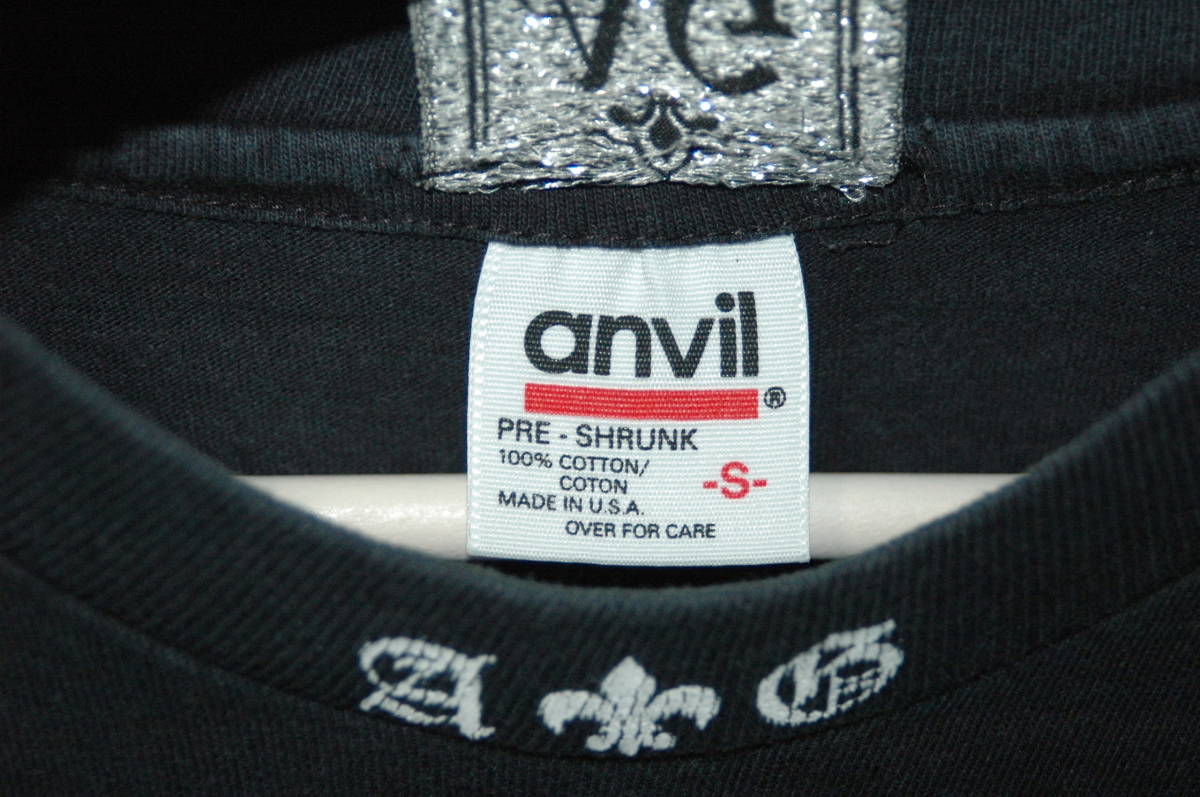 anvil
®
PRE - SHRUNK
100% COTTON/
COTON
-S-
MADE IN U.S.A.
OVER FOR CARE
A G